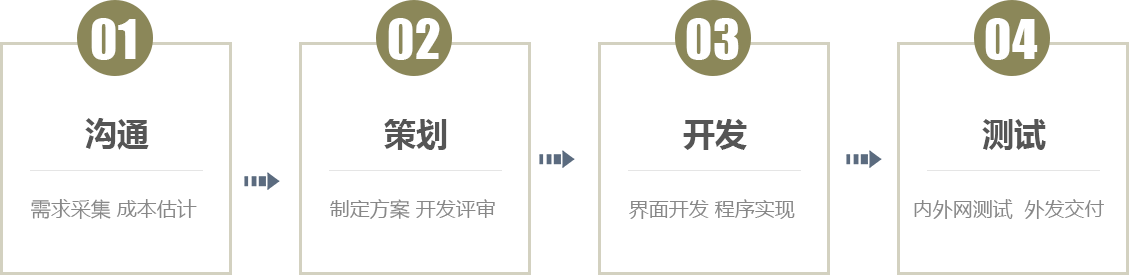 01
沟通
需求采集 成本估计
02
策划
制定方案 开发评审
03
开发
界面开发 程序实现
04
测试
内外网测试 外发交付